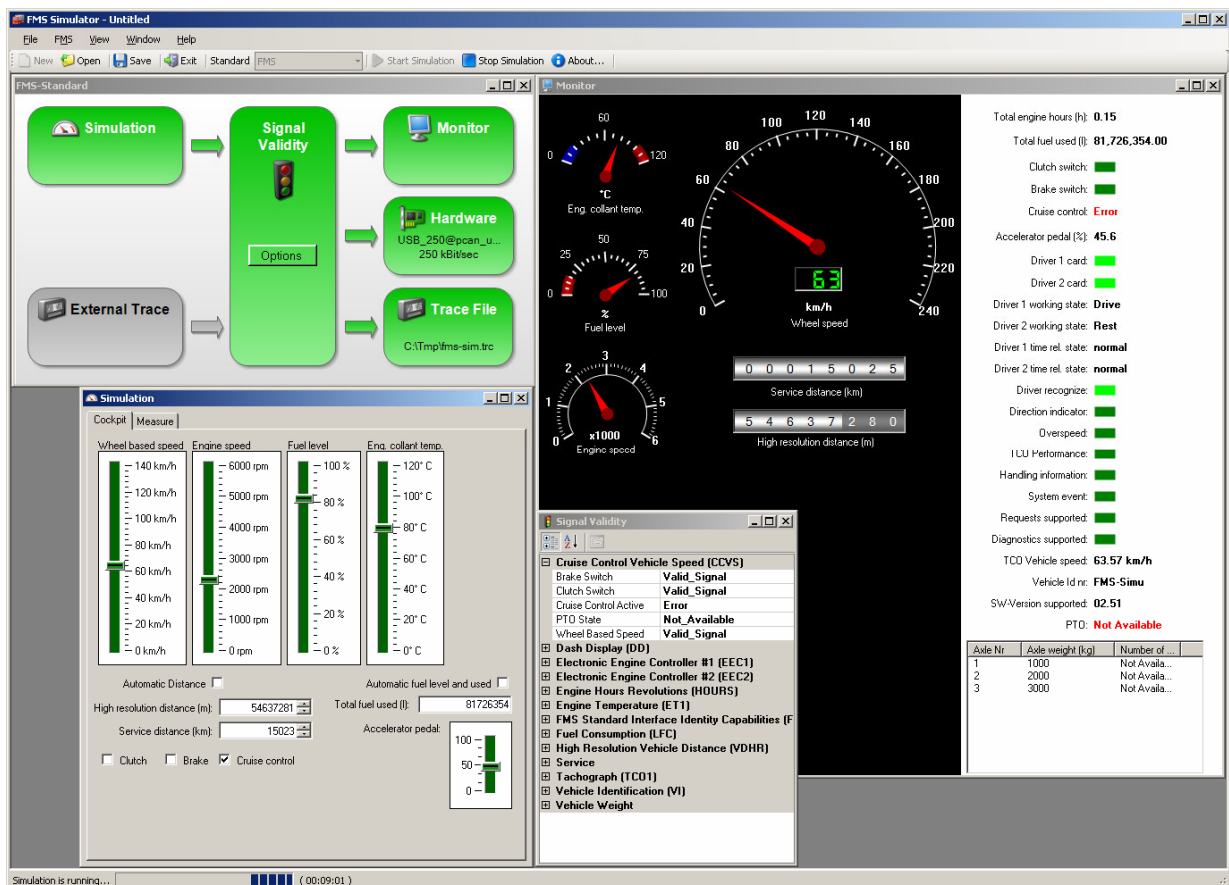 FMS Simulator - Untitled
File FMS View Window Help
New Open Save Exit Standard FMS Start Simulation Stop Simulation About...
FMS-Standard
Simulation
Signal Validity
Monitor
Hardware
USB_250@pcan_u...
250 kBit/sec
Options
External Trace
Trace File
C:\Tmp\fms-sim.trc
Monitor
0 60 120
°C
Eng. collant temp.
0 25 50 75 100
%
Fuel level
0 1 2 3 4 5 6
x1000
Engine speed
0 20 40 60 80 100 120 140 160 180 200 220 240
63
km/h
Wheel speed
0 0 0 1 5 0 2 5
Service distance (km)
5 4 6 3 7 2 8 0
High resolution distance (m)
Total engine hours (h): 0.15
Total fuel used (l): 81,726,354.00
Clutch switch:
Brake switch:
Cruise control: Error
Accelerator pedal (%): 45.6
Driver 1 card:
Driver 2 card:
Driver 1 working state: Drive
Driver 2 working state: Rest
Driver 1 time rel. state: normal
Driver 2 time rel. state: normal
Driver recognize:
Direction indicator:
Overspeed:
TCO Performance:
Handling information:
System event:
Requests supported:
Diagnostics supported:
TCO Vehicle speed: 63.57 km/h
Vehicle Id nr: FMS-Simu
SW-Version supported: 02.51
PTO: Not Available
Axle Nr Axle weight (kg) Number of ...
1 1000 Not Availa...
2 2000 Not Availa...
3 3000 Not Availa...
Simulation
Cockpit Measure
Wheel based speed Engine speed Fuel level Eng. collant temp.
140 km/h 6000 rpm 100 % 120° C
120 km/h 5000 rpm 80 % 100° C
100 km/h 4000 rpm 60 % 80° C
80 km/h 3000 rpm 40 % 60° C
60 km/h 2000 rpm 20 % 40° C
40 km/h 1000 rpm 0 % 20° C
20 km/h 0 rpm 0° C
0 km/h
Automatic Distance Automatic fuel level and used
High resolution distance (m): 54637281 Total fuel used (l): 81726354
Service distance (km): 15023 Accelerator pedal:
100
50
0
Clutch Brake Cruise control
Signal Validity
Cruise Control Vehicle Speed (CCVS)
Brake Switch Valid_Signal
Clutch Switch Valid_Signal
Cruise Control Active Error
PTO State Not_Available
Wheel Based Speed Valid_Signal
Dash Display (DD)
Electronic Engine Controller #1 (EEC1)
Electronic Engine Controller #2 (EEC2)
Engine Hours Revolutions (HOURS)
Engine Temperature (ET1)
FMS Standard Interface Identity Capabilities (F
Fuel Consumption (LFC)
High Resolution Vehicle Distance (VDHR)
Service
Tachograph (TCO1)
Vehicle Identification (VI)
Vehicle Weight
Simulation is running... ( 00:09:01 )